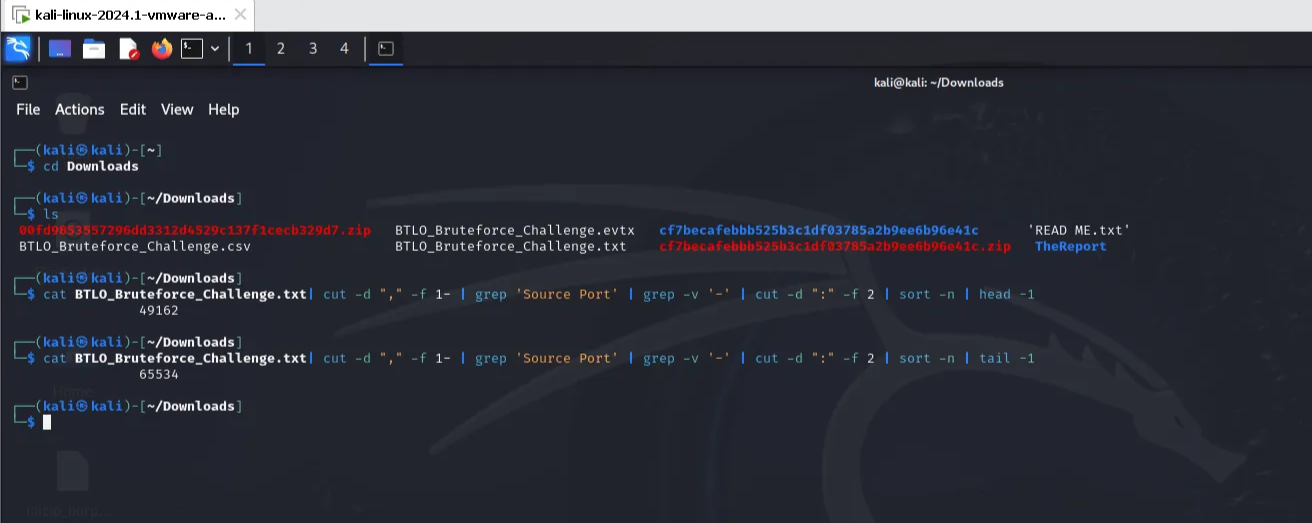 kali-linux-2024.1-vmware-a...
1 2 3 4
kali@kali: ~/Downloads
File Actions Edit View Help
┌──(kali㉿kali)-[~]
└─$ cd Downloads
┌──(kali㉿kali)-[~/Downloads]
└─$ ls
00fd9853557296dd3312d4529c137f1cecb329d7.zip BTLO_Bruteforce_Challenge.evtx cf7becafebbb525b3c1df03785a2b9ee6b96e41c 'READ ME.txt'
BTLO_Bruteforce_Challenge.csv BTLO_Bruteforce_Challenge.txt cf7becafebbb525b3c1df03785a2b9ee6b96e41c.zip TheReport
┌──(kali㉿kali)-[~/Downloads]
└─$ cat BTLO_Bruteforce_Challenge.txt| cut -d "," -f 1- | grep 'Source Port' | grep -v '-' | cut -d ":" -f 2 | sort -n | head -1
49162
┌──(kali㉿kali)-[~/Downloads]
└─$ cat BTLO_Bruteforce_Challenge.txt| cut -d "," -f 1- | grep 'Source Port' | grep -v '-' | cut -d ":" -f 2 | sort -n | tail -1
65534
┌──(kali㉿kali)-[~/Downloads]
└─$
Home